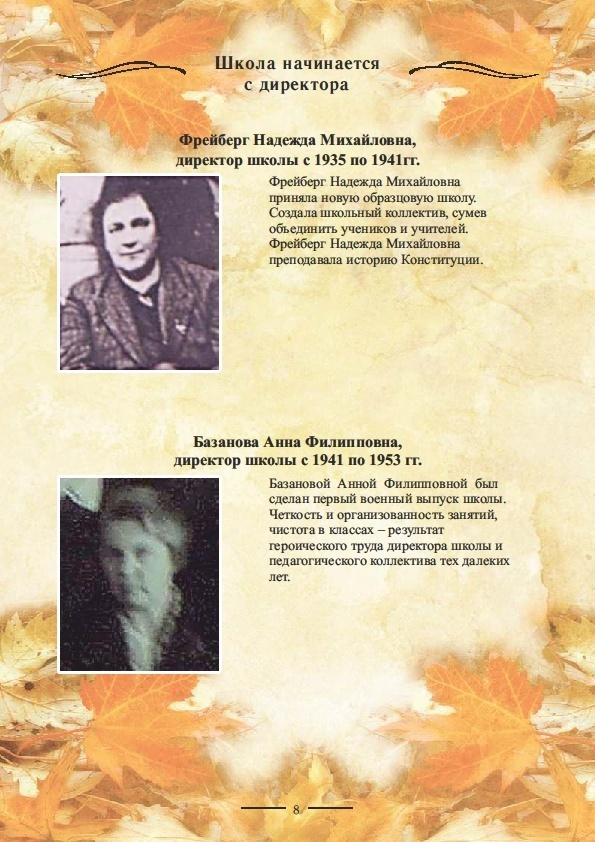 Школа начинается
с директора
Фрейберг Надежда Михайловна,
директор школы с 1935 по 1941гг.
Фрейберг Надежда Михайловна
приняла новую образцовую школу.
Создала школьный коллектив, сумев
объединить учеников и учителей.
Фрейберг Надежда Михайловна
преподавала историю Конституции.
Базанова Анна Филипповна,
директор школы с 1941 по 1953 гг.
Базановой Анной Филипповной был
сделан первый военный выпуск школы.
Четкость и организованность занятий,
чистота в классах – результат
героического труда директора школы и
педагогического коллектива тех далеких
лет.
8